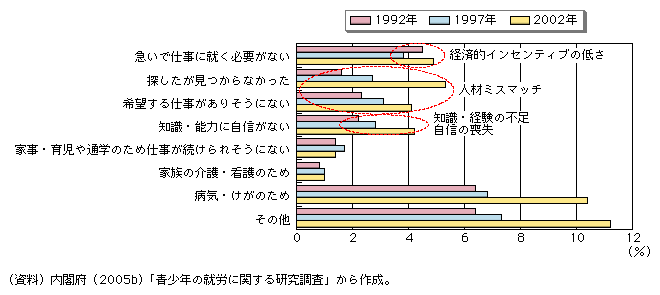 1992年 1997年 2002年
急いで仕事に就く必要がない
経済的インセンティブの低さ
探したが見つからなかった
人材ミスマッチ
希望する仕事がありそうにない
知識・能力に自信がない
知識・経験の不足
自信の喪失
家事・育児や通学のため仕事が続けられそうにない
家族の介護・看護のため
病気・けがのため
その他
0 2 4 6 8 10 12
(%)
(資料)内閣府(2005b)「青少年の就労に関する研究調査」から作成。